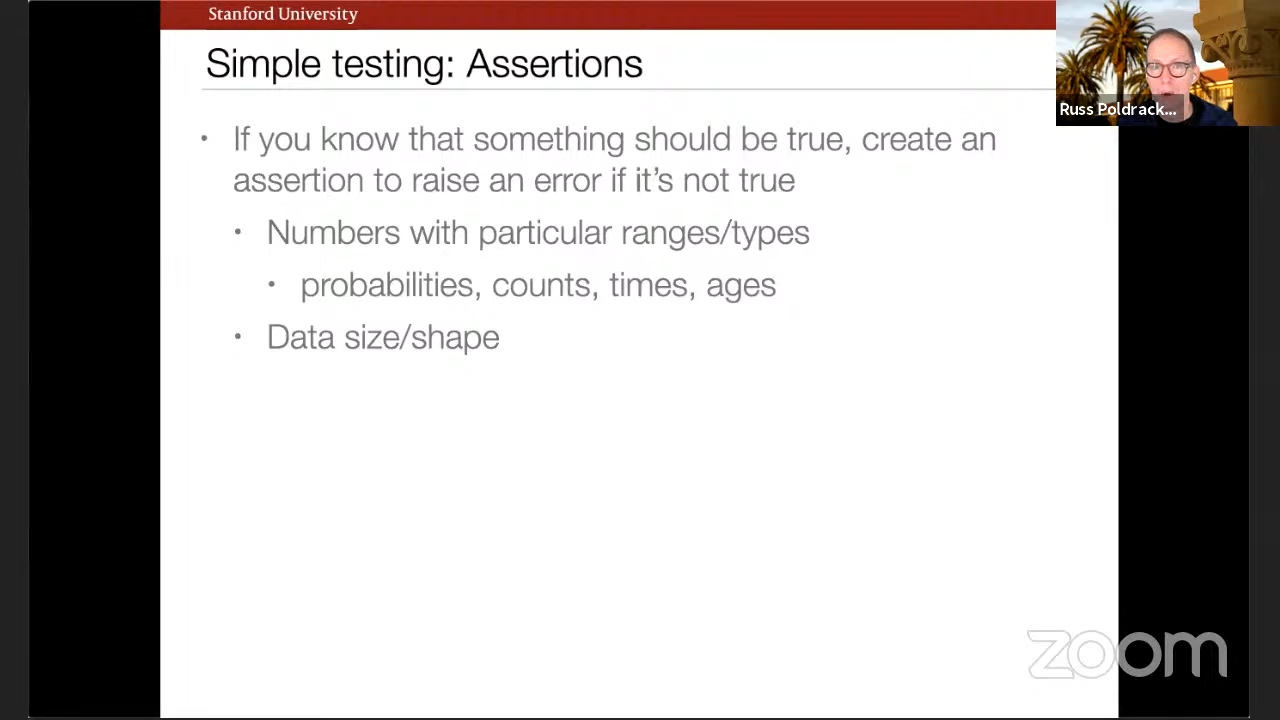 Stanford University
Simple testing: Assertions
Russ Poldrack...
• If you know that something should be true, create an
assertion to raise an error if it's not true
• Numbers with particular ranges/types
• probabilities, counts, times, ages
• Data size/shape
zoom